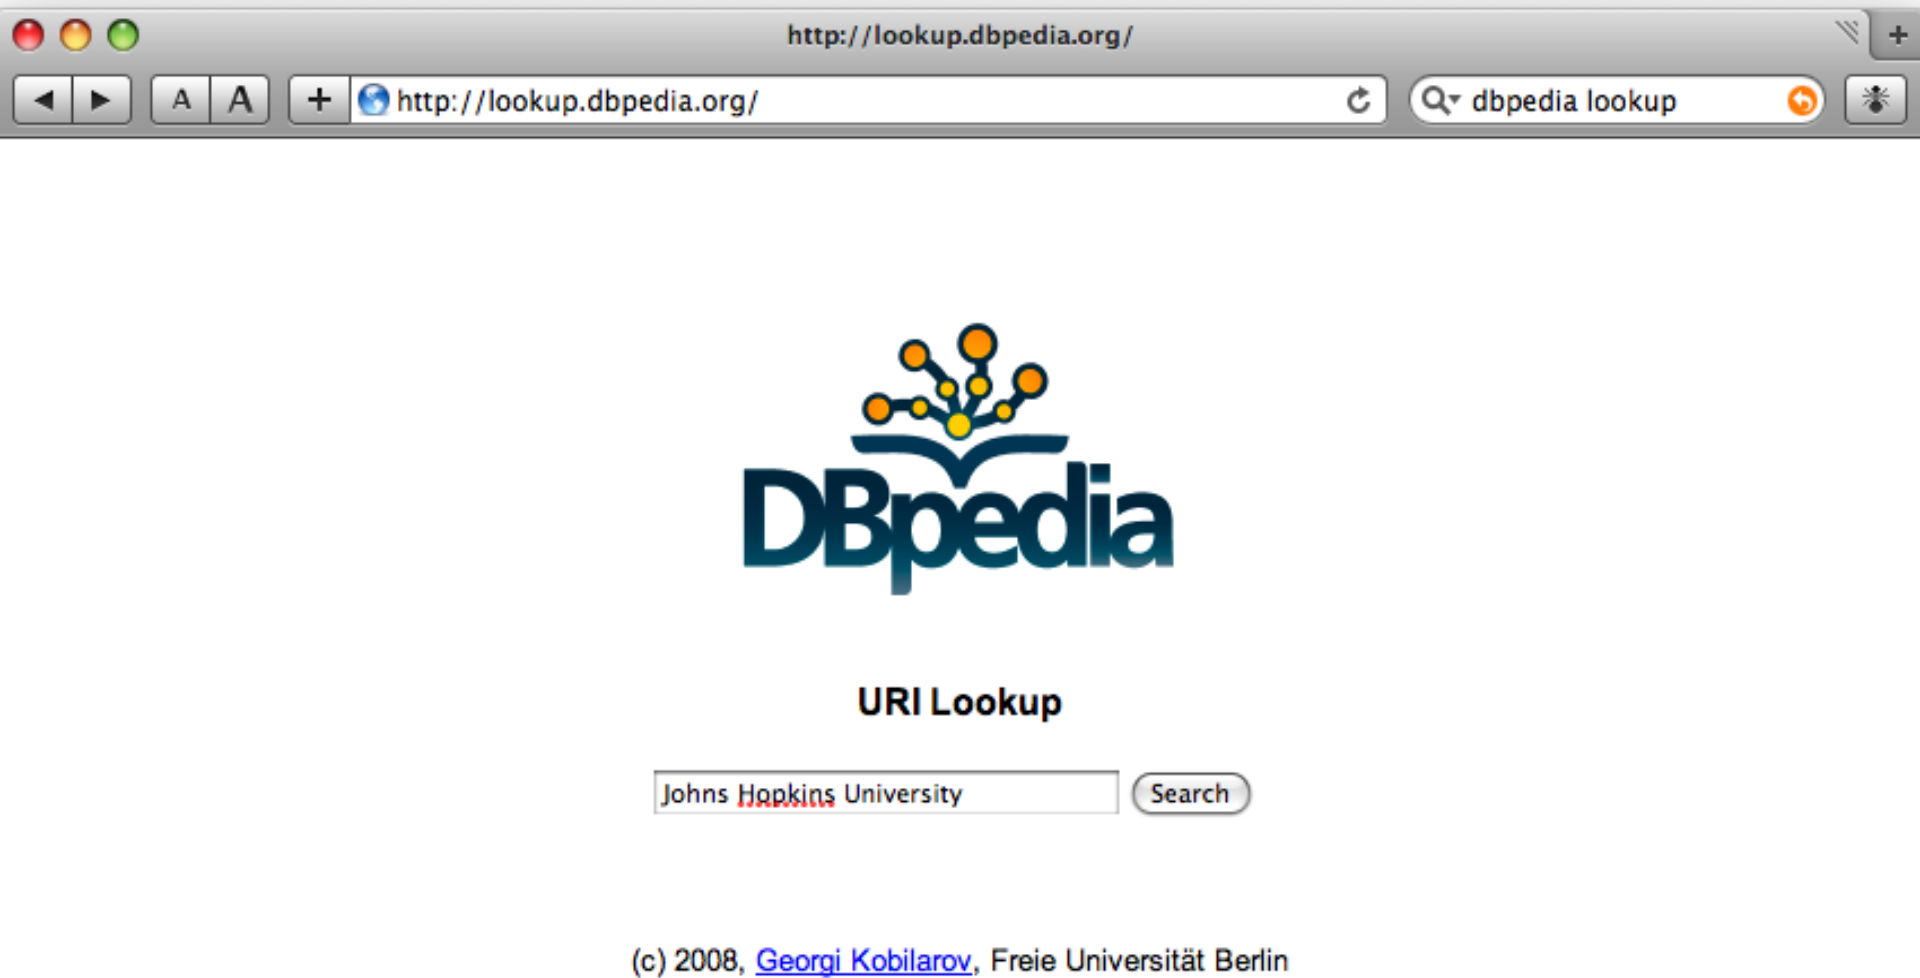 http://lookup.dbpedia.org/
A A + http://lookup.dbpedia.org/ dbpedia lookup
DBpedia
URI Lookup
Johns Hopkins University Search
(c) 2008, Georgi Kobilarov, Freie Universität Berlin